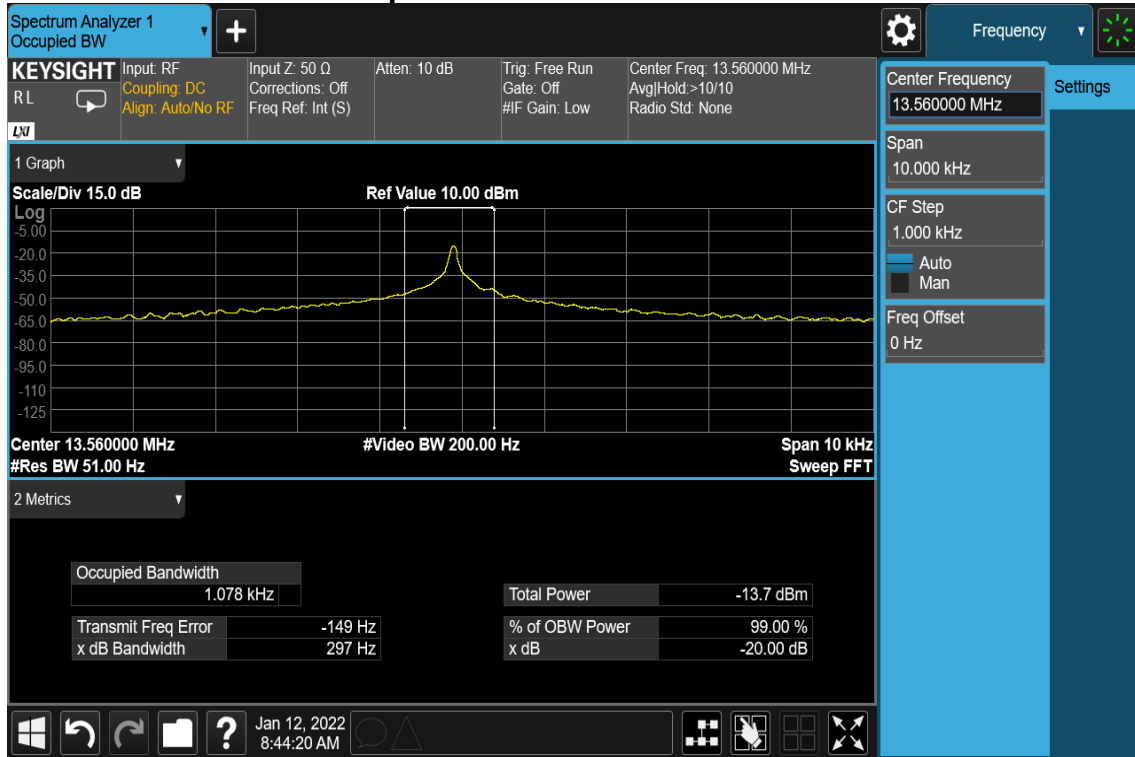 Spectrum Analyzer 1
Occupied BW
+
Frequency
KEYSIGHT
RL
LXI
Input: RF
Coupling: DC
Align: Auto/No RF
Input Z: 50 Ω
Corrections: Off
Freq Ref: Int (S)
Atten: 10 dB
Trig: Free Run
Gate: Off
#IF Gain: Low
Center Freq: 13.560000 MHz
Avg|Hold:>10/10
Radio Std: None
Center Frequency
13.560000 MHz
Settings
Span
10.000 kHz
CF Step
1.000 kHz
Auto
Man
Freq Offset
0 Hz
1 Graph
Scale/Div 15.0 dB
Ref Value 10.00 dBm
Log
-5.00
-20.0
-35.0
-50.0
-65.0
-80.0
-95.0
-110
-125
Center 13.560000 MHz
#Video BW 200.00 Hz
Span 10 kHz
#Res BW 51.00 Hz
Sweep FFT
2 Metrics
Occupied Bandwidth
1.078 kHz
Total Power -13.7 dBm
Transmit Freq Error -149 Hz
% of OBW Power 99.00 %
x dB Bandwidth 297 Hz
x dB -20.00 dB
?
Jan 12, 2022
8:44:20 AM